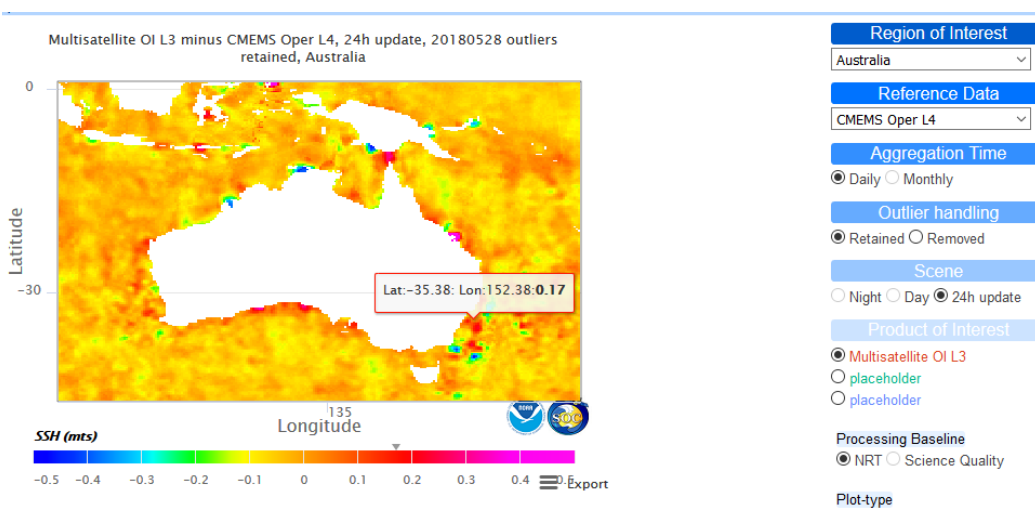 Multisatellite OI L3 minus CMEMS Oper L4, 24h update, 20180528 outliers
retained, Australia
0
-30
Latitude
Lat:-35.38: Lon:152.38:0.17
135
Longitude
NOAA
SOCD
SSH (mts)
-0.5 -0.4 -0.3 -0.2 -0.1 0 0.1 0.2 0.3 0.4 0.5
Export
Region of Interest
Australia
Reference Data
CMEMS Oper L4
Aggregation Time
Daily Monthly
Outlier handling
Retained Removed
Scene
Night Day 24h update
Product of Interest
Multisatellite OI L3
placeholder
placeholder
Processing Baseline
NRT Science Quality
Plot-type